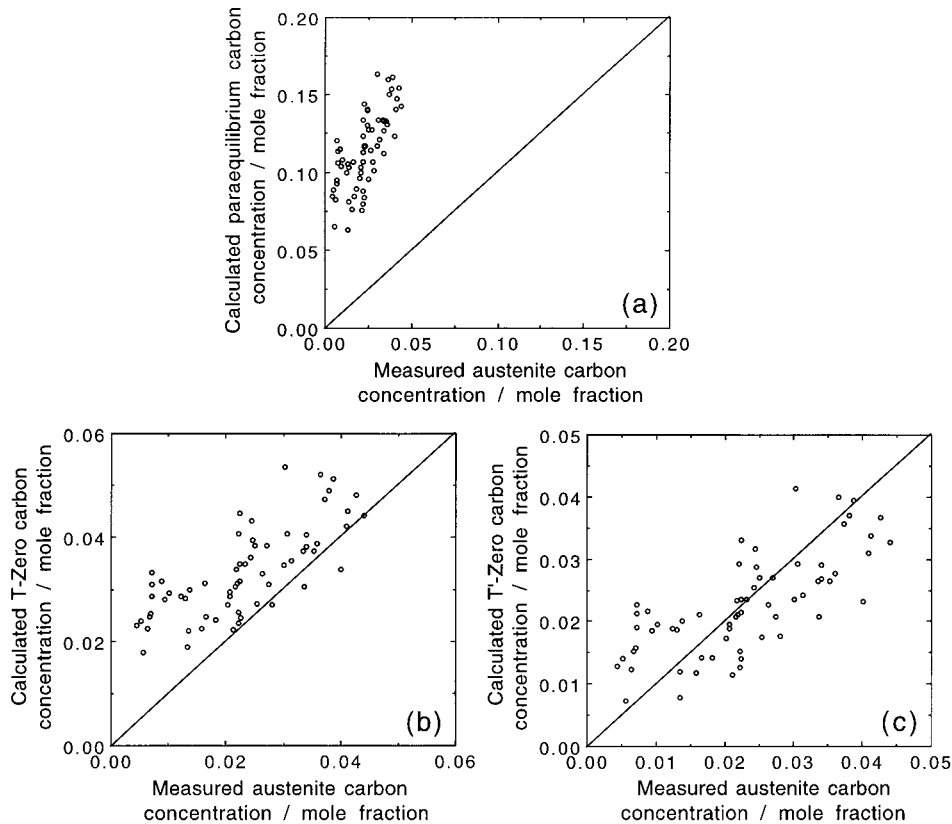 Calculated paraequilibrium carbon
concentration / mole fraction
0.20
0.15
0.10
0.05
0.00
0.00
0.05
0.10
0.15
0.20
(a)
Measured austenite carbon
concentration / mole fraction
Calculated T-Zero carbon
concentration / mole fraction
0.06
0.04
0.02
0.00
0.00
0.02
0.04
0.06
(b)
Measured austenite carbon
concentration / mole fraction
Calculated T'-Zero carbon
concentration / mole fraction
0.05
0.04
0.03
0.02
0.01
0.00
0.00
0.01
0.02
0.03
0.04
0.05
(c)
Measured austenite carbon
concentration / mole fraction